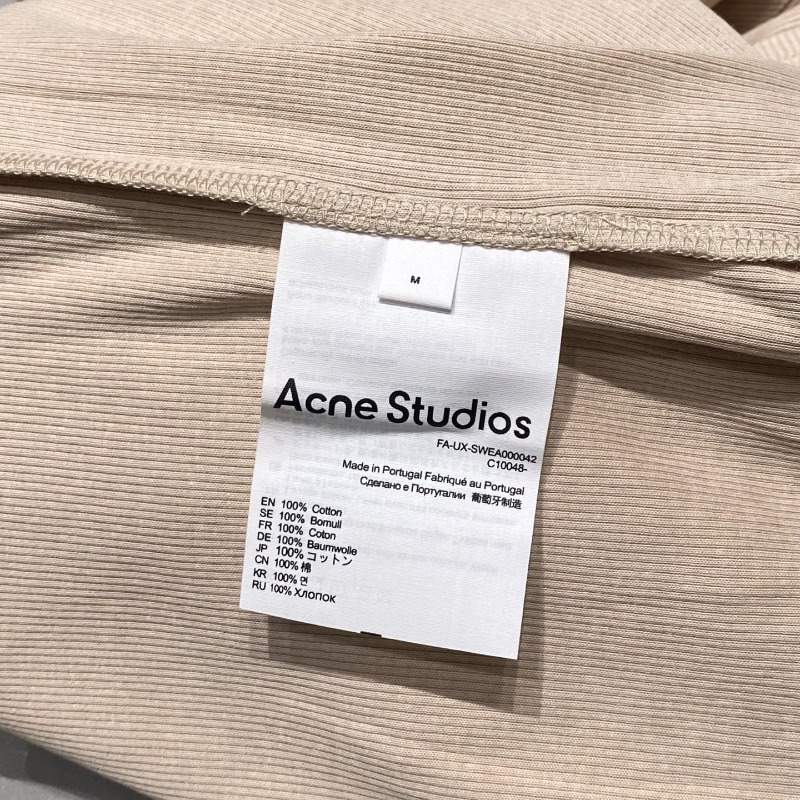 M
Acne Studios
FA-UX-SWEA000042
C10048-
Made in Portugal Fabriqué au Portugal
Сделано е Португалии 葡萄牙制造
EN 100% Cotton
SE 100% Bomull
FR 100% Coton
DE 100% Baumwolle
JP 100% コットン
CN 100% 棉
KR 100% 면
RU 100% ХЛОПОК